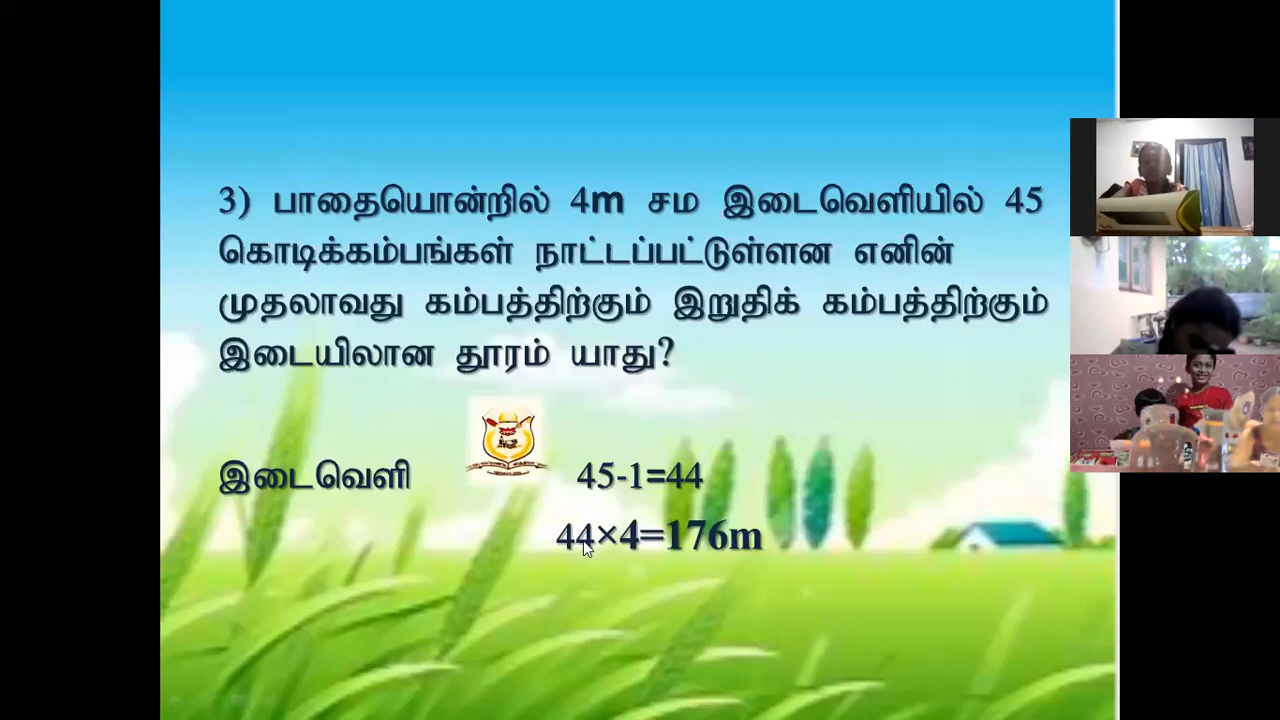 3) பாதையொன்றில் 4m சம இடைவெளியில் 45
கொடிக்கம்பங்கள் நாட்டப்பட்டுள்ளன எனின்
முதலாவது கம்பத்திற்கும் இறுதிக் கம்பத்திற்கும்
இடையிலான தூரம் யாது?
இடைவெளி 45-1=44
44×4=176m